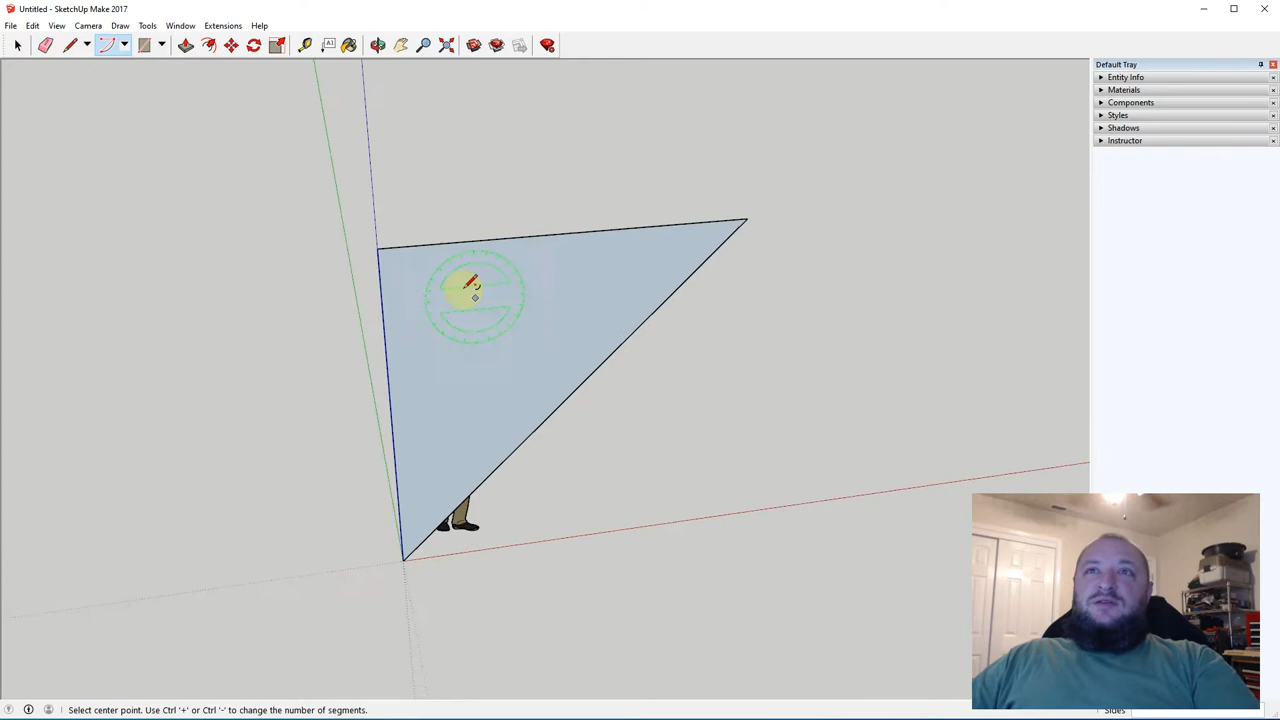 Untitled - SketchUp Make 2017
File Edit View Camera Draw Tools Window Extensions Help
A1
Default Tray
Entity Info
Materials
Components
Styles
Shadows
Instructor
Select center point. Use Ctrl '+' or Ctrl '-' to change the number of segments.
Sides